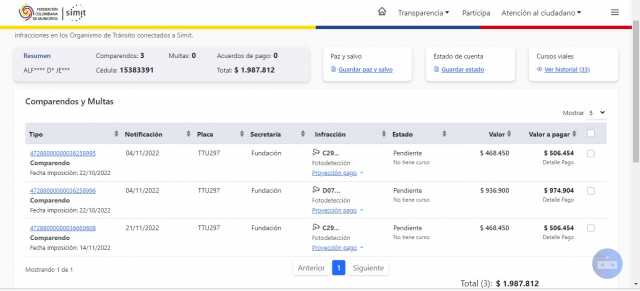 FEDERACIÓN
COLOMBIANA
DE MUNICIPIOS
simit
Transparencia
Participa
Atención al ciudadano
infracciones en los Organismo de Tránsito conectados a Simit.
Resumen
Comparendos: 3
Multas: 0
Acuerdos de pago: 0
ALF**** D* JE***
Cédula: 15383391
Total: $ 1.987.812
Paz y salvo
Guardar paz y salvo
Estado de cuenta
Guardar estado
Cursos viales:
Ver historial (33)
Comparendos y Multas
Mostrar 5
Tipo Notificación Placa Secretaría Infracción Estado Valor Valor a pagar
04/11/2022 TTU297 Fundación C29... Pendiente $ 468.450 $ 506.454
Comparendo Fotodetección No tiene curso Detalle Pago
Fecha imposición: 22/10/2022 Proyección pago
04/11/2022 TTU297 Fundación D07... Pendiente $ 936.900 $ 974.904
Comparendo Fotodetección No tiene curso Detalle Pago
Fecha imposición: 22/10/2022 Proyección pago
21/11/2022 TTU297 Fundación C29... Pendiente $ 468.450 $ 506.454
Comparendo Fotodetección No tiene curso Detalle Pago
Fecha imposición: 14/11/2022 Proyección pago
Mostrando 1 de 1
Anterior 1 Siguiente
Total (3): $ 1.987.812